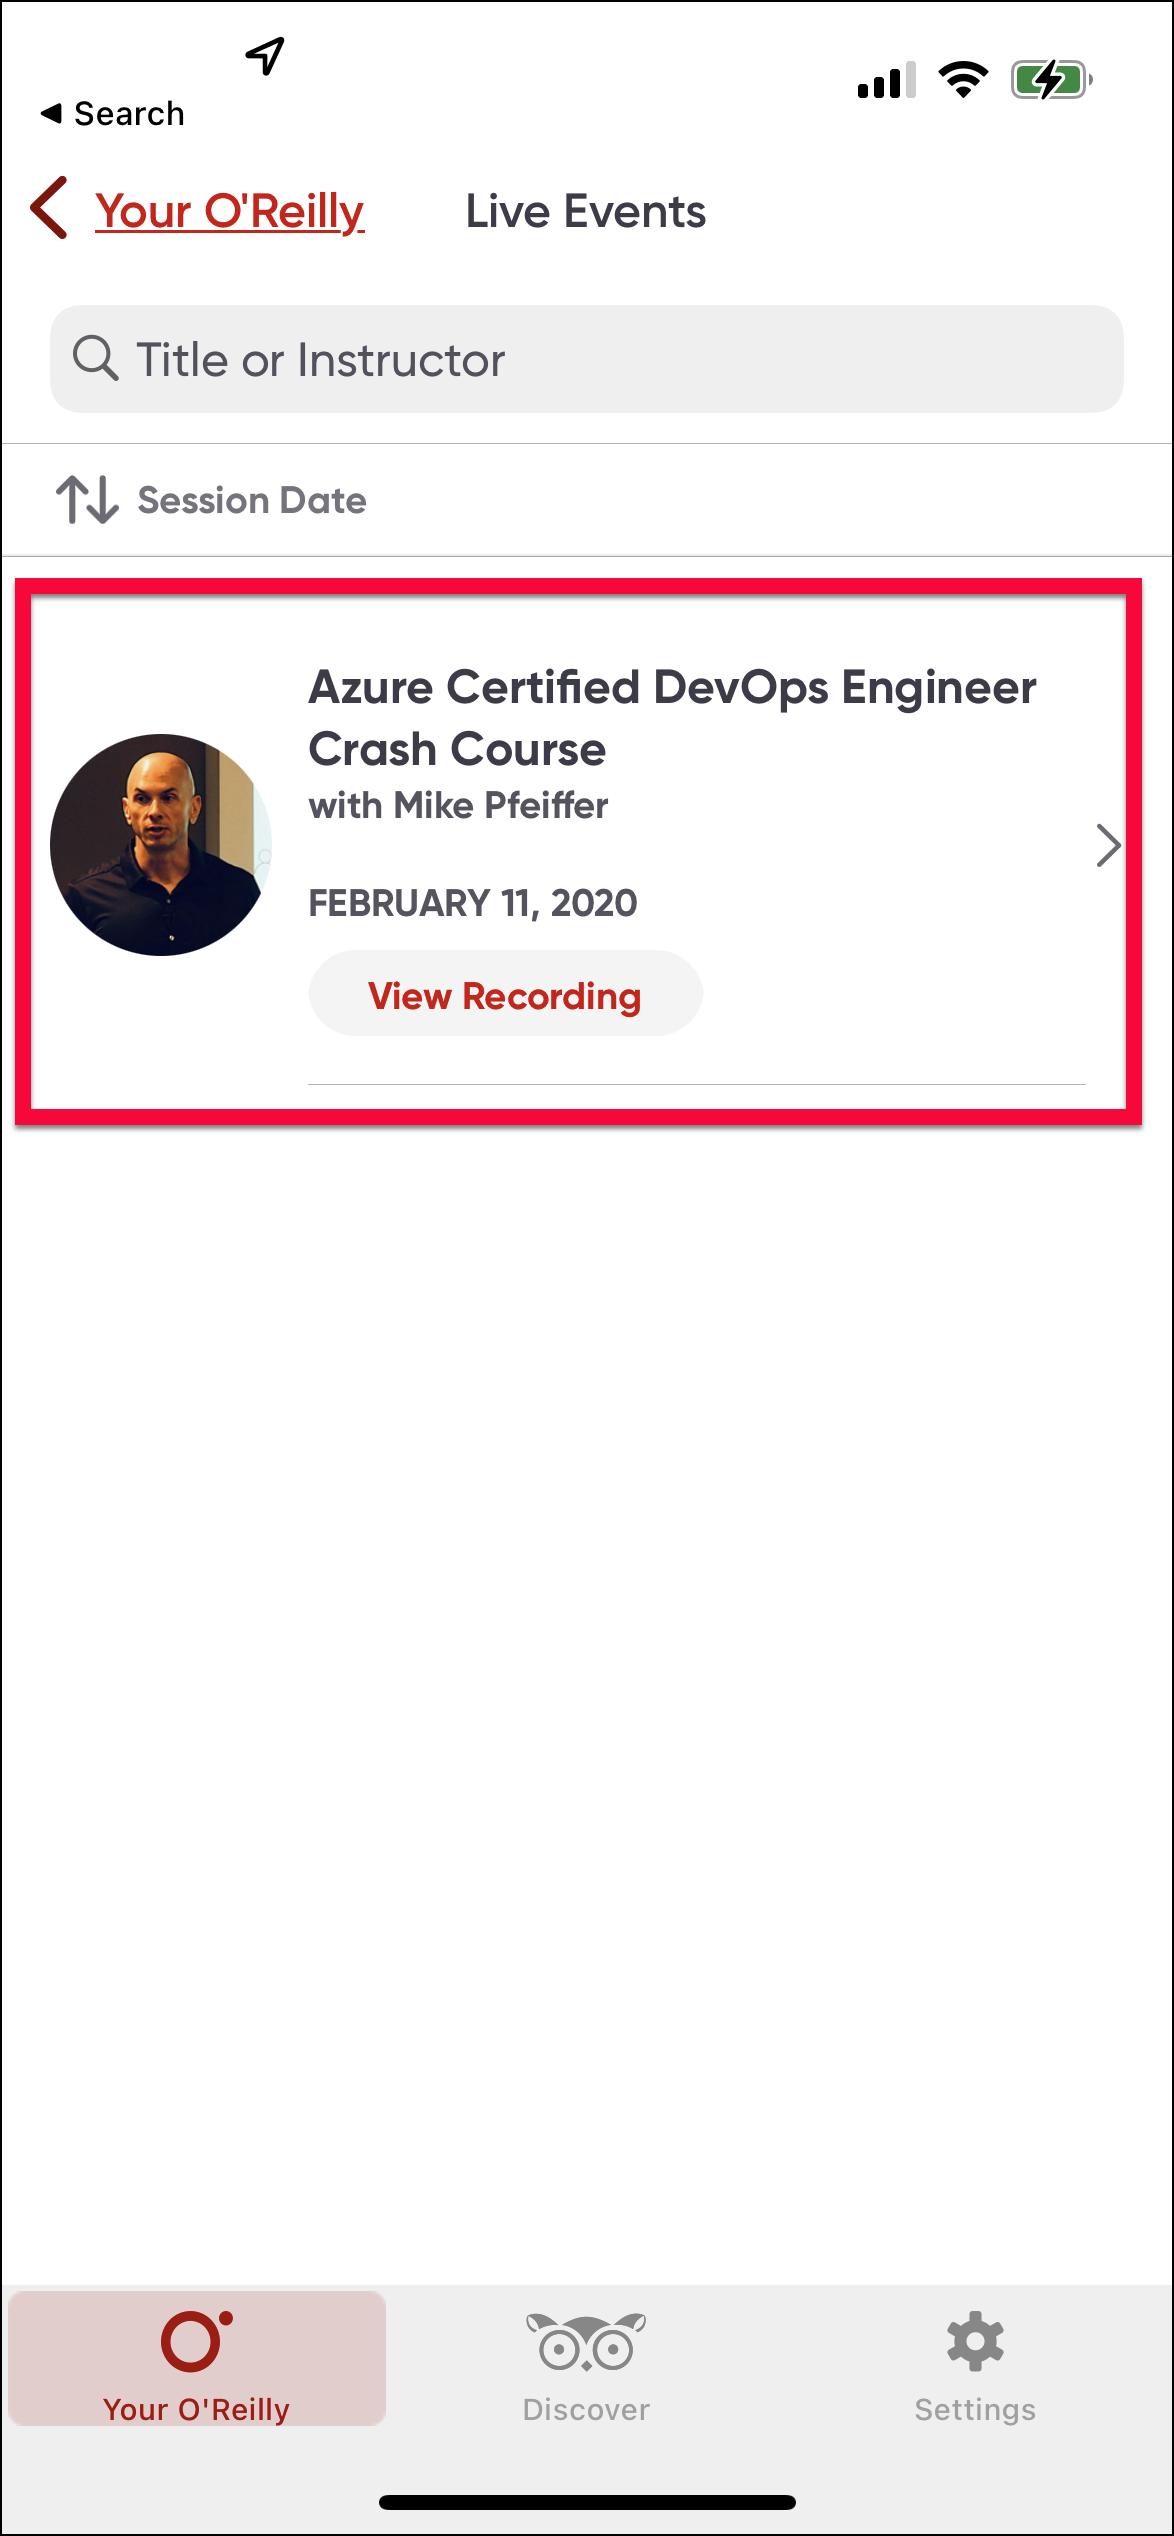 Search
Your O'Reilly
Live Events
Title or Instructor
Session Date
Azure Certified DevOps Engineer
Crash Course
with Mike Pfeiffer
FEBRUARY 11, 2020
View Recording
Your O'Reilly
Discover
Settings